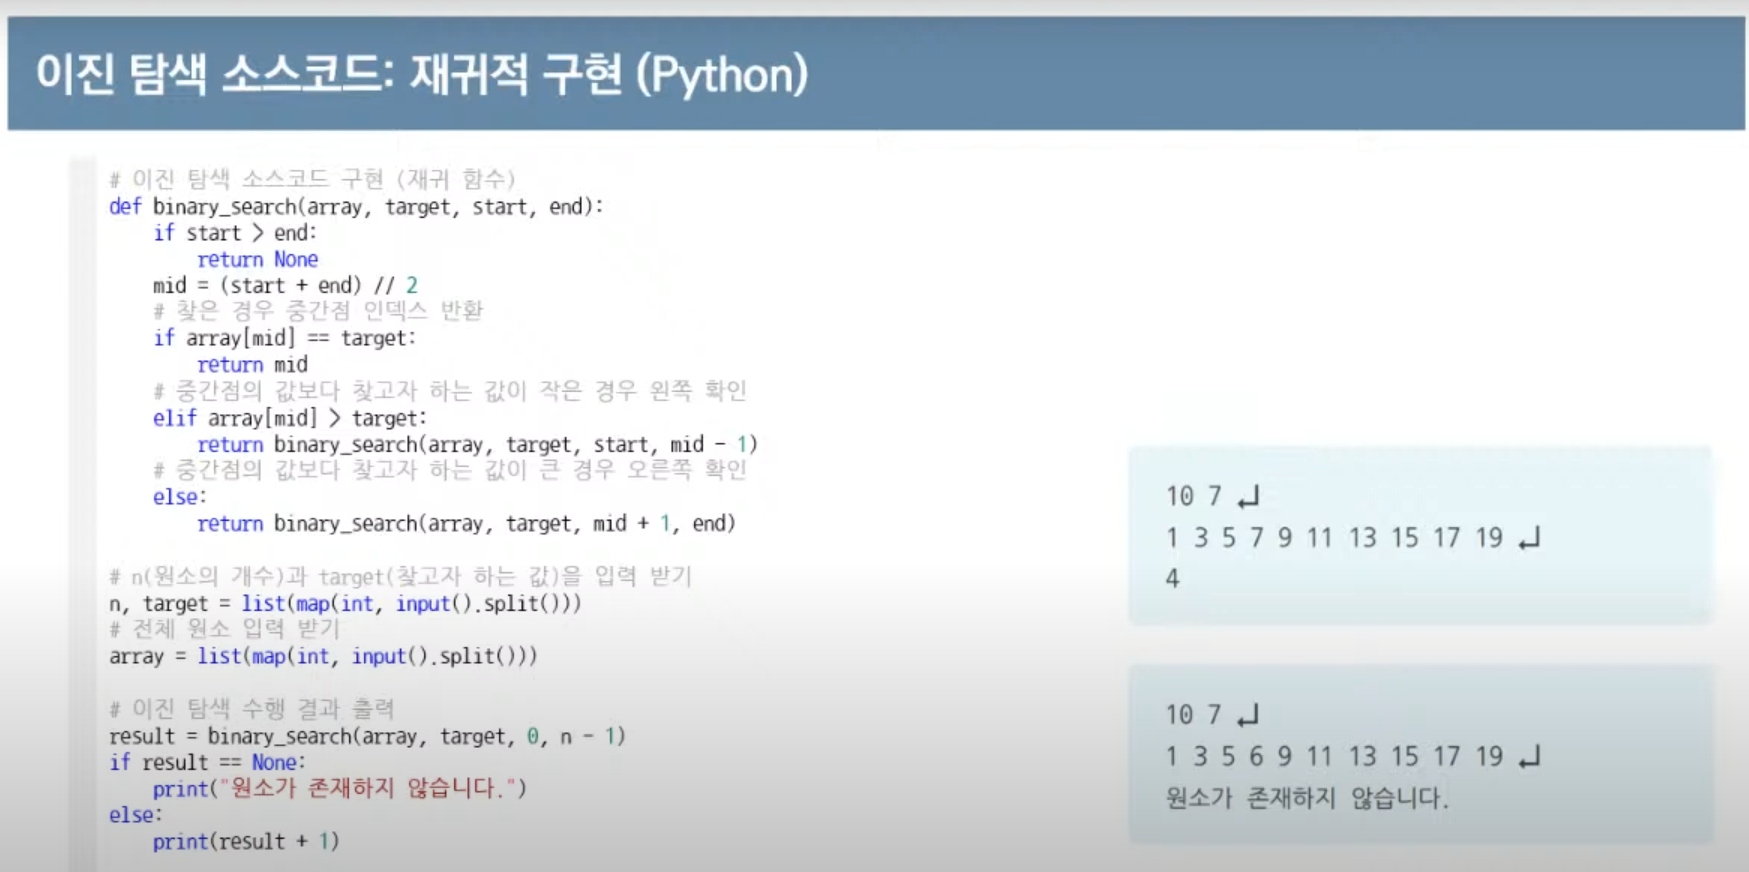 이진 탐색 소스코드: 재귀적 구현 (Python)
# 이진 탐색 소스코드 구현 (재귀 함수)
def binary_search(array, target, start, end):
    if start > end:
        return None
    mid = (start + end) // 2
    # 찾은 경우 중간점 인덱스 반환
    if array[mid] == target:
        return mid
    # 중간점의 값보다 찾고자 하는 값이 작은 경우 왼쪽 확인
    elif array[mid] > target:
        return binary_search(array, target, start, mid - 1)
    # 중간점의 값보다 찾고자 하는 값이 큰 경우 오른쪽 확인
    else:
        return binary_search(array, target, mid + 1, end)
# n(원소의 개수)과 target(찾고자 하는 값)을 입력 받기
n, target = list(map(int, input().split()))
# 전체 원소 입력 받기
array = list(map(int, input().split()))
# 이진 탐색 수행 결과 출력
result = binary_search(array, target, 0, n - 1)
if result == None:
    print("원소가 존재하지 않습니다.")
else:
    print(result + 1)
10 7 ↵
1 3 5 7 9 11 13 15 17 19 ↵
4
10 7 ↵
1 3 5 6 9 11 13 15 17 19 ↵
원소가 존재하지 않습니다.